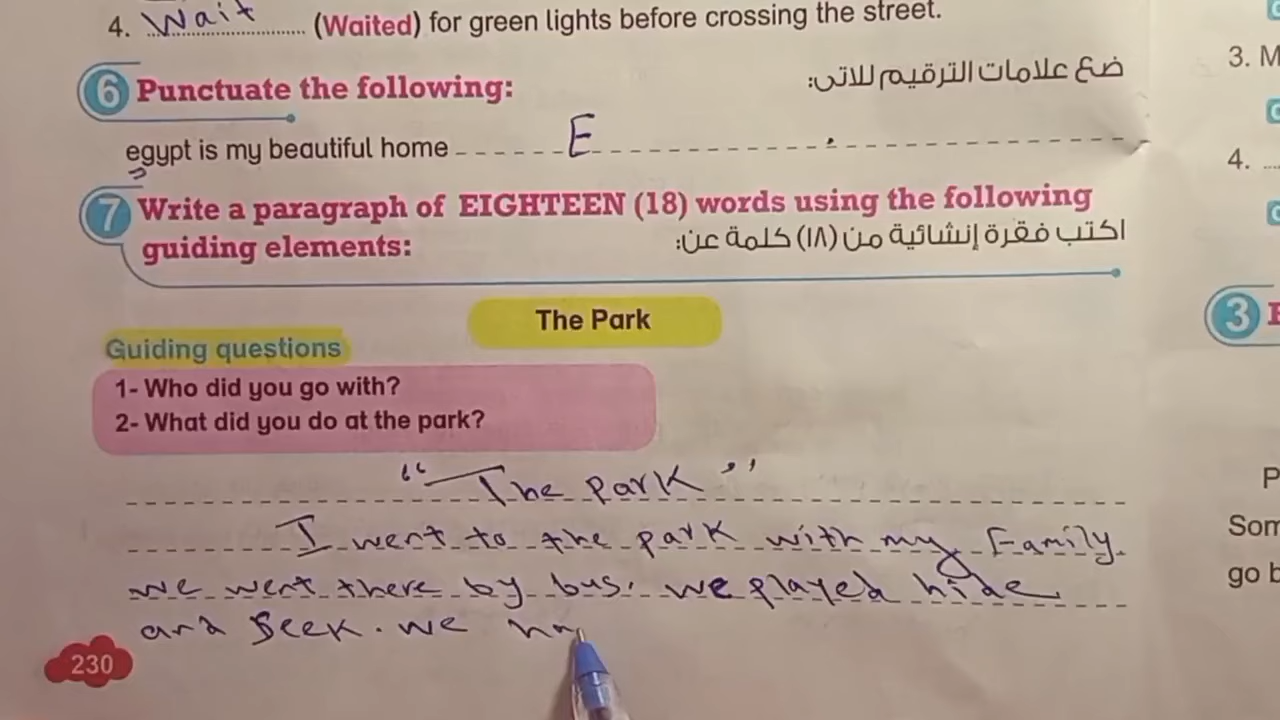 4. Wait (Waited) for green lights before crossing the street.
6 Punctuate the following: ضع علامات الترقيم للآتى:
egypt is my beautiful home E .
7 Write a paragraph of EIGHTEEN (18) words using the following
guiding elements: اكتب فقرة إنشائية من (١٨) كلمة عن:
The Park
Guiding questions
1- Who did you go with?
2- What did you do at the park?
"The park"
I went to the park with my Family.
we went there by bus. we played hide
and seek. we
230
3. M
4. ...
3
P
Som
go b